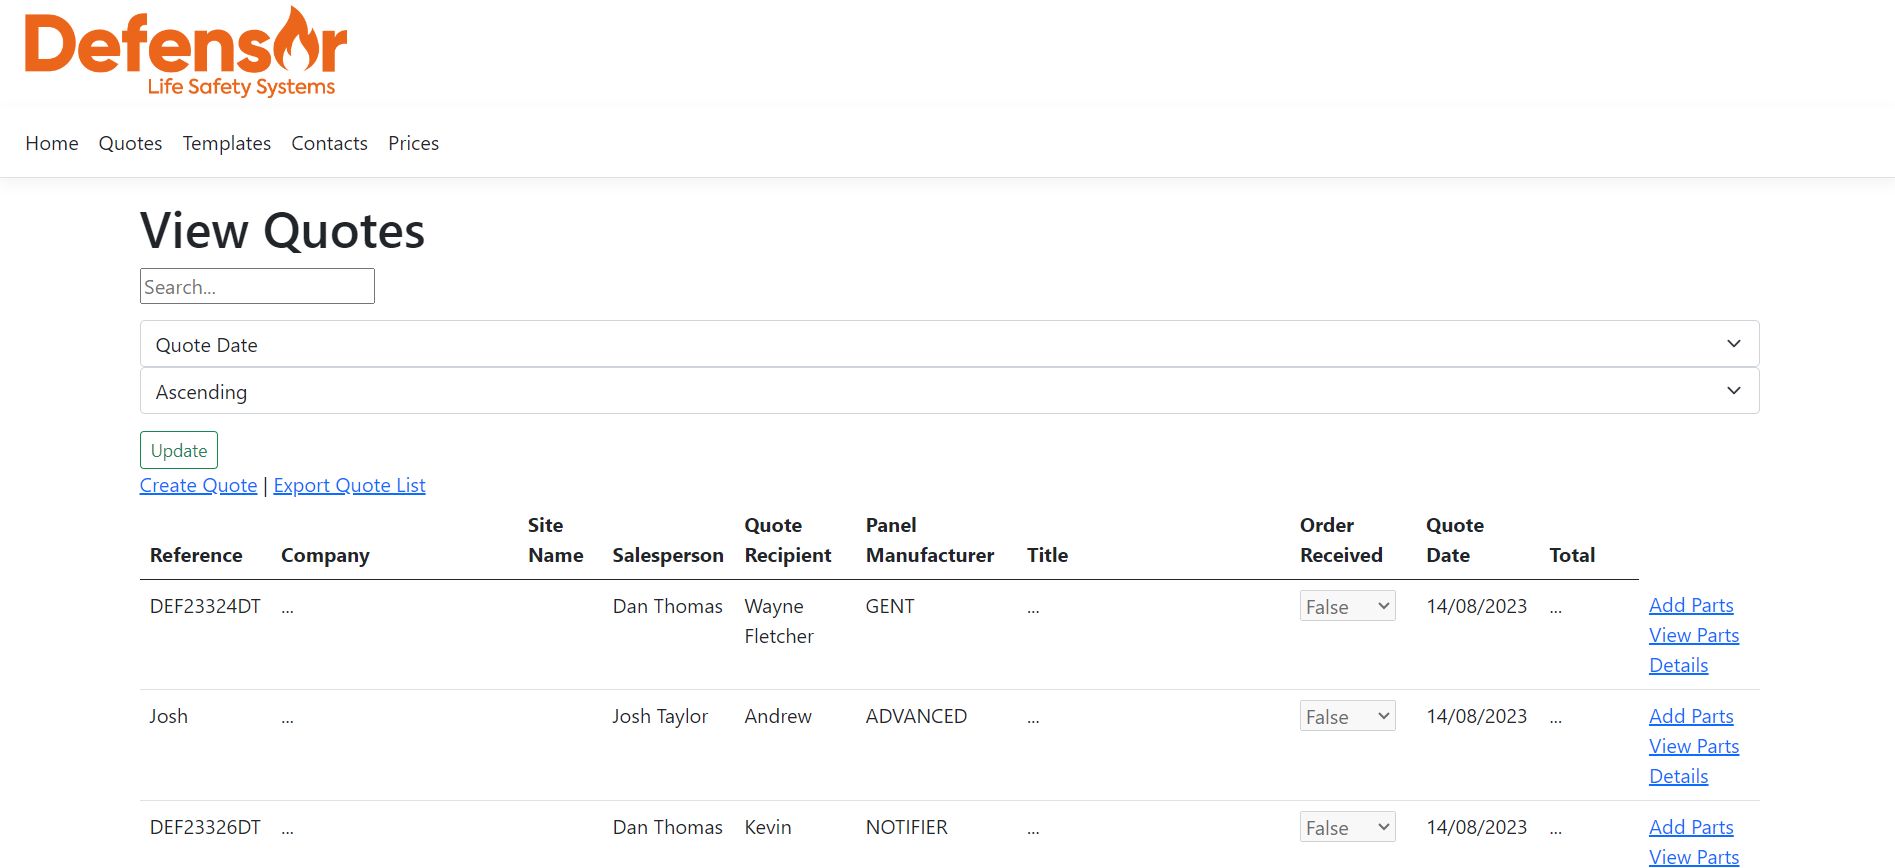 Defensor
Life Safety Systems
Home Quotes Templates Contacts Prices
View Quotes
Search...
Quote Date
Ascending
Update
Create Quote | Export Quote List
Reference Company Site Name Salesperson Quote Recipient Panel Manufacturer Title Order Received Quote Date Total
DEF23324DT ... Dan Thomas Wayne Fletcher GENT ... False 14/08/2023 ... Add Parts
View Parts
Details
Josh ... Josh Taylor Andrew ADVANCED ... False 14/08/2023 ... Add Parts
View Parts
Details
DEF23326DT ... Dan Thomas Kevin NOTIFIER ... False 14/08/2023 ... Add Parts
View Parts